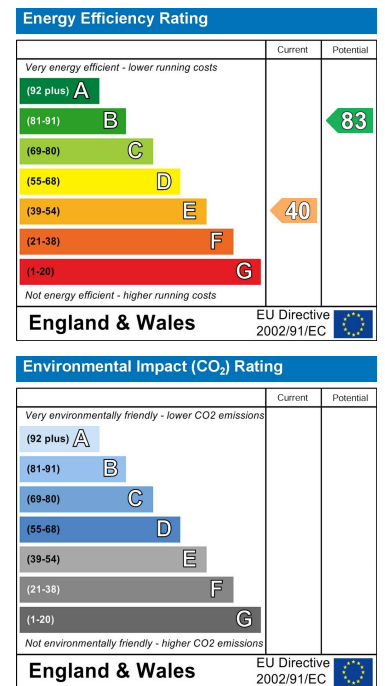 Energy Efficiency Rating
Current Potential
Very energy efficient - lower running costs
(92 plus) A
(81-91) B 83
(69-80) C
(55-68) D
(39-54) E 40
(21-38) F
(1-20) G
Not energy efficient - higher running costs
England & Wales EU Directive 2002/91/EC
Environmental Impact (CO₂) Rating
Current Potential
Very environmentally friendly - lower CO2 emissions
(92 plus) A
(81-91) B
(69-80) C
(55-68) D
(39-54) E
(21-38) F
(1-20) G
Not environmentally friendly - higher CO2 emissions
England & Wales EU Directive 2002/91/EC